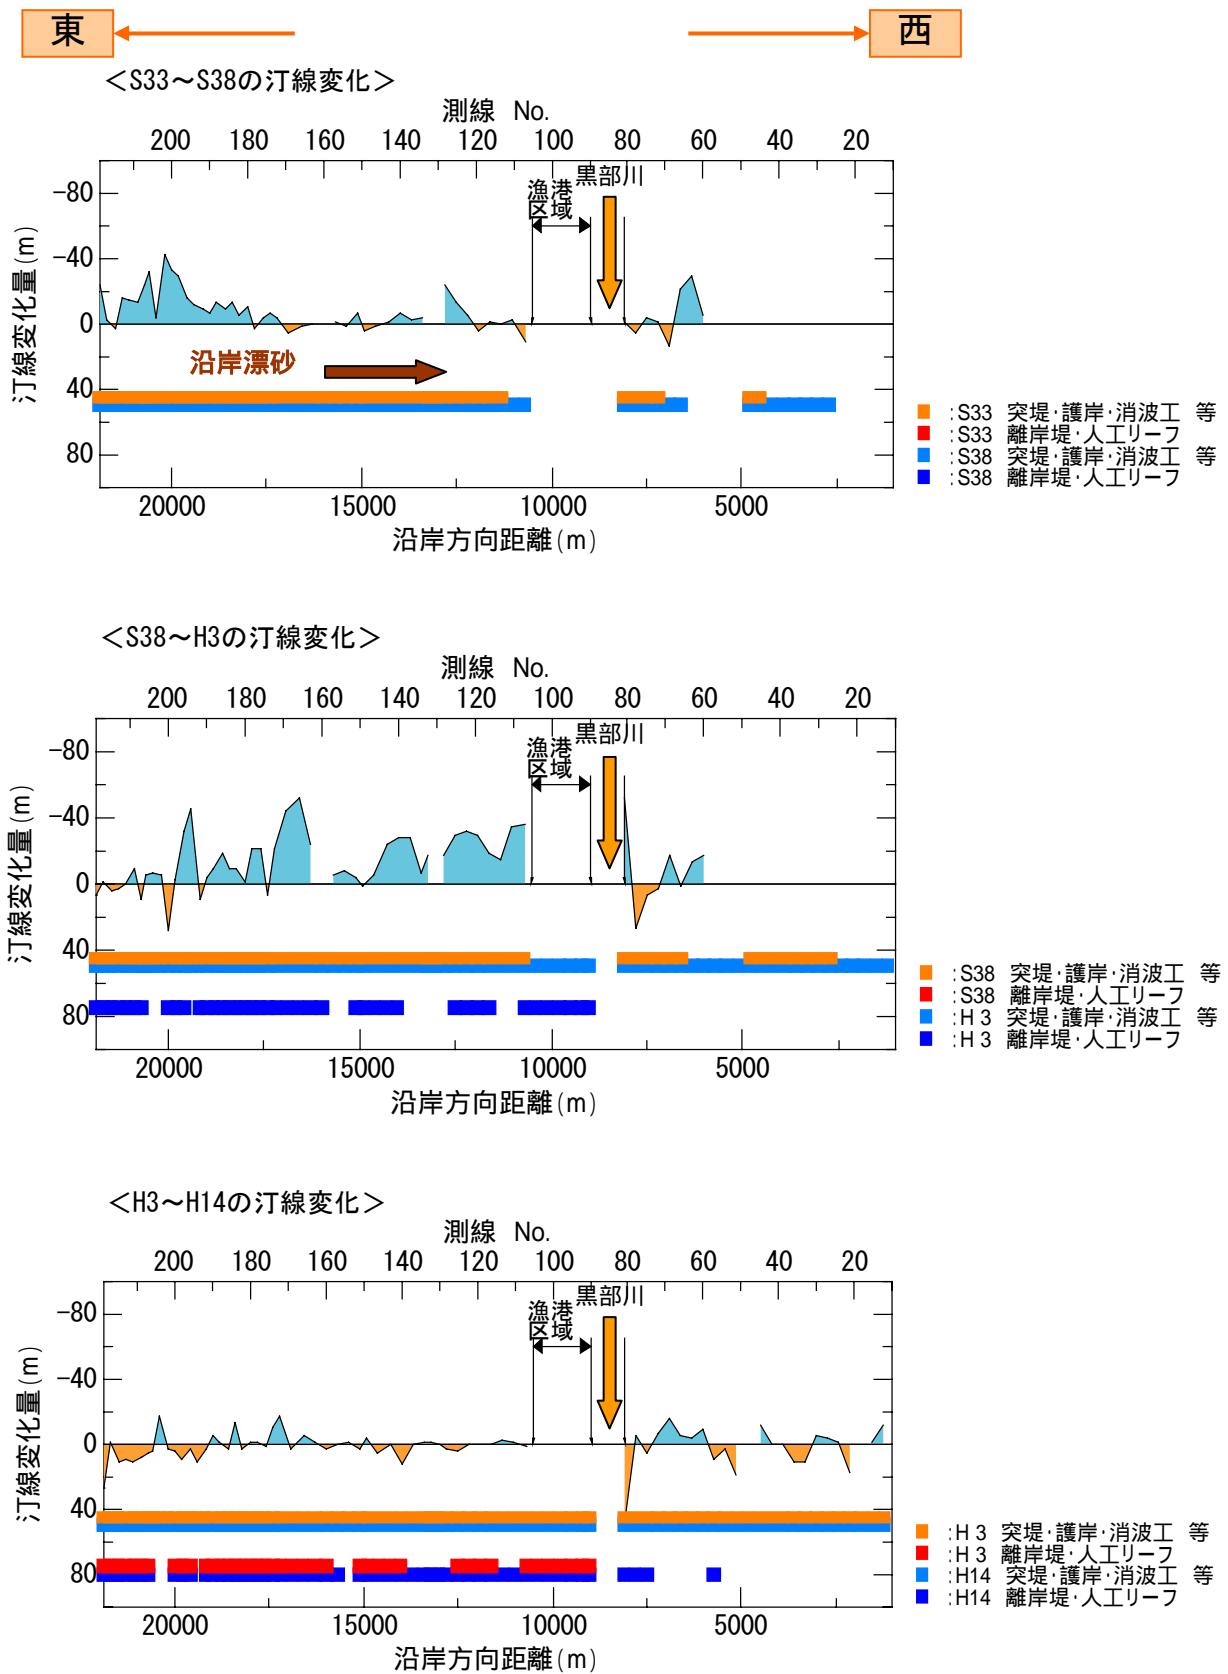 東
西
＜S33～S38の汀線変化＞
測線 No.
200 180 160 140 120 100 80 60 40 20
黒部川
漁港
区域
-80
-40
0
40
80
汀線変化量(m)
沿岸漂砂
20000 15000 10000 5000
沿岸方向距離(m)
:S33 突堤･護岸･消波工 等
:S33 離岸堤･人工リーフ
:S38 突堤･護岸･消波工 等
:S38 離岸堤･人工リーフ
＜S38～H3の汀線変化＞
測線 No.
200 180 160 140 120 100 80 60 40 20
黒部川
漁港
区域
-80
-40
0
40
80
汀線変化量(m)
20000 15000 10000 5000
沿岸方向距離(m)
:S38 突堤･護岸･消波工 等
:S38 離岸堤･人工リーフ
:H 3 突堤･護岸･消波工 等
:H 3 離岸堤･人工リーフ
＜H3～H14の汀線変化＞
測線 No.
200 180 160 140 120 100 80 60 40 20
黒部川
漁港
区域
-80
-40
0
40
80
汀線変化量(m)
20000 15000 10000 5000
沿岸方向距離(m)
:H 3 突堤･護岸･消波工 等
:H 3 離岸堤･人工リーフ
:H14 突堤･護岸･消波工 等
:H14 離岸堤･人工リーフ